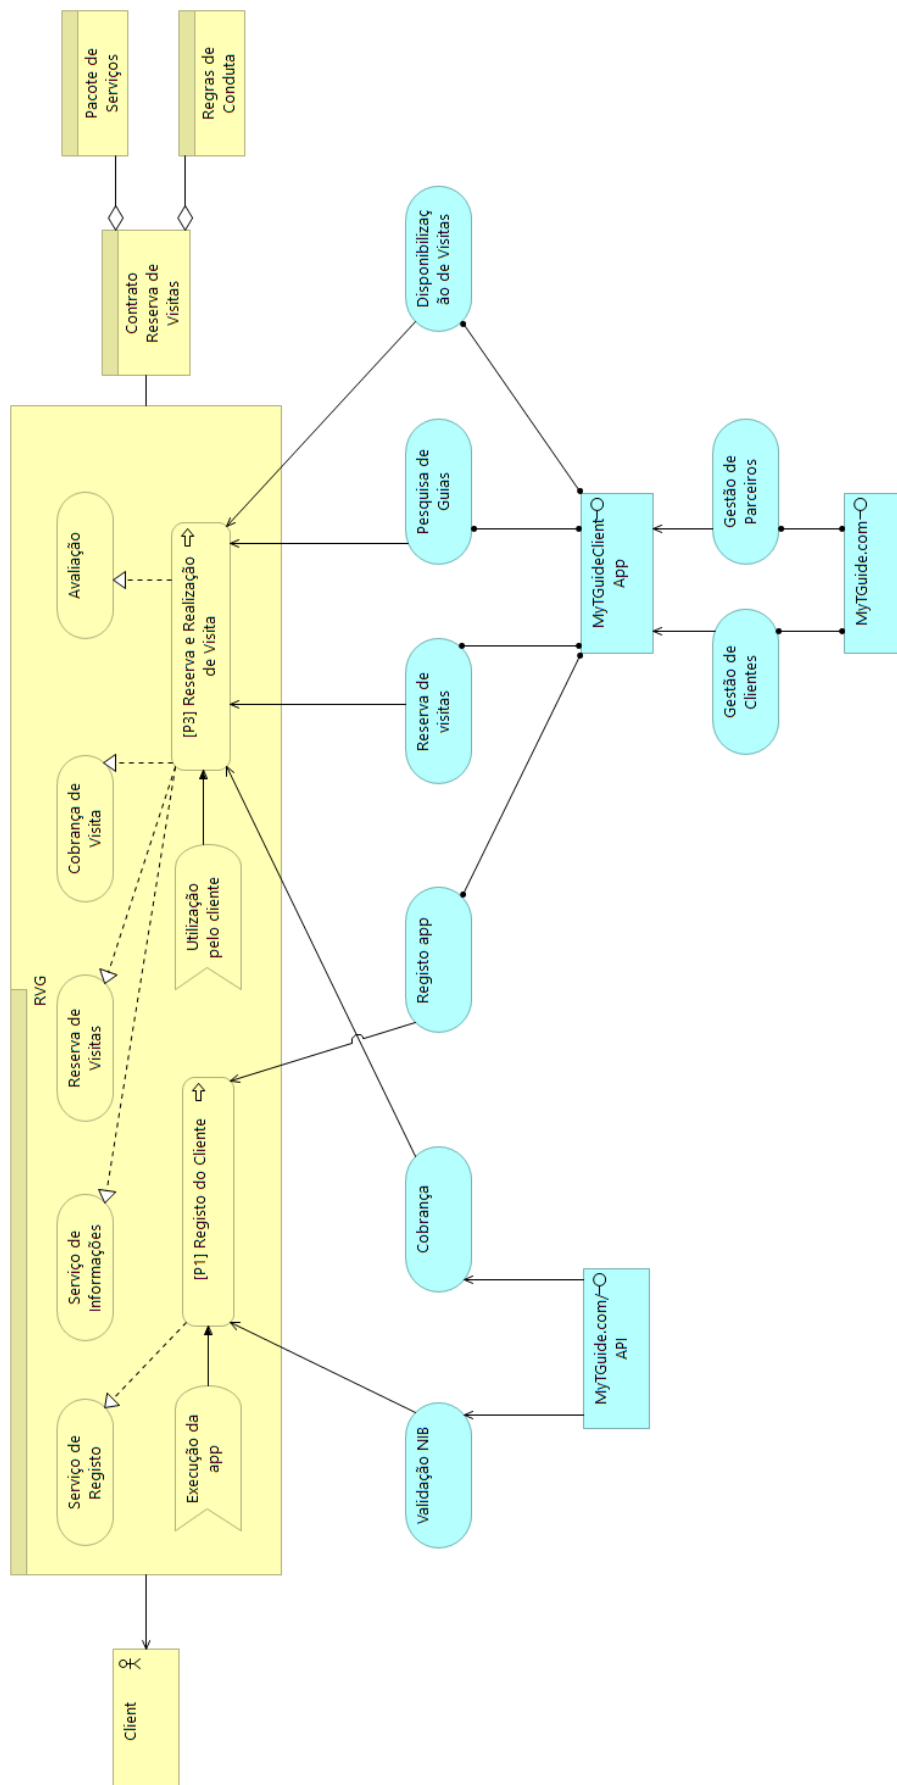 Client
RVG
Serviço de
Registo
Serviço de
Informações
Reserva de
Visitas
Cobrança de
Visita
Avaliação
Execução da
app
[P1] Registo do Cliente
Utilização
pelo cliente
[P3] Reserva e Realização
de Visita
Contrato
Reserva de
Visitas
Pacote de
Serviços
Regras de
Conduta
Validação NIB
Cobrança
Registo app
Reserva de
visitas
Pesquisa de
Guias
Disponibilizaç
ão de Visitas
MyTGuide.com/
API
MyTGuideClient
App
Gestão de
Clientes
Gestão de
Parceiros
MyTGuide.com